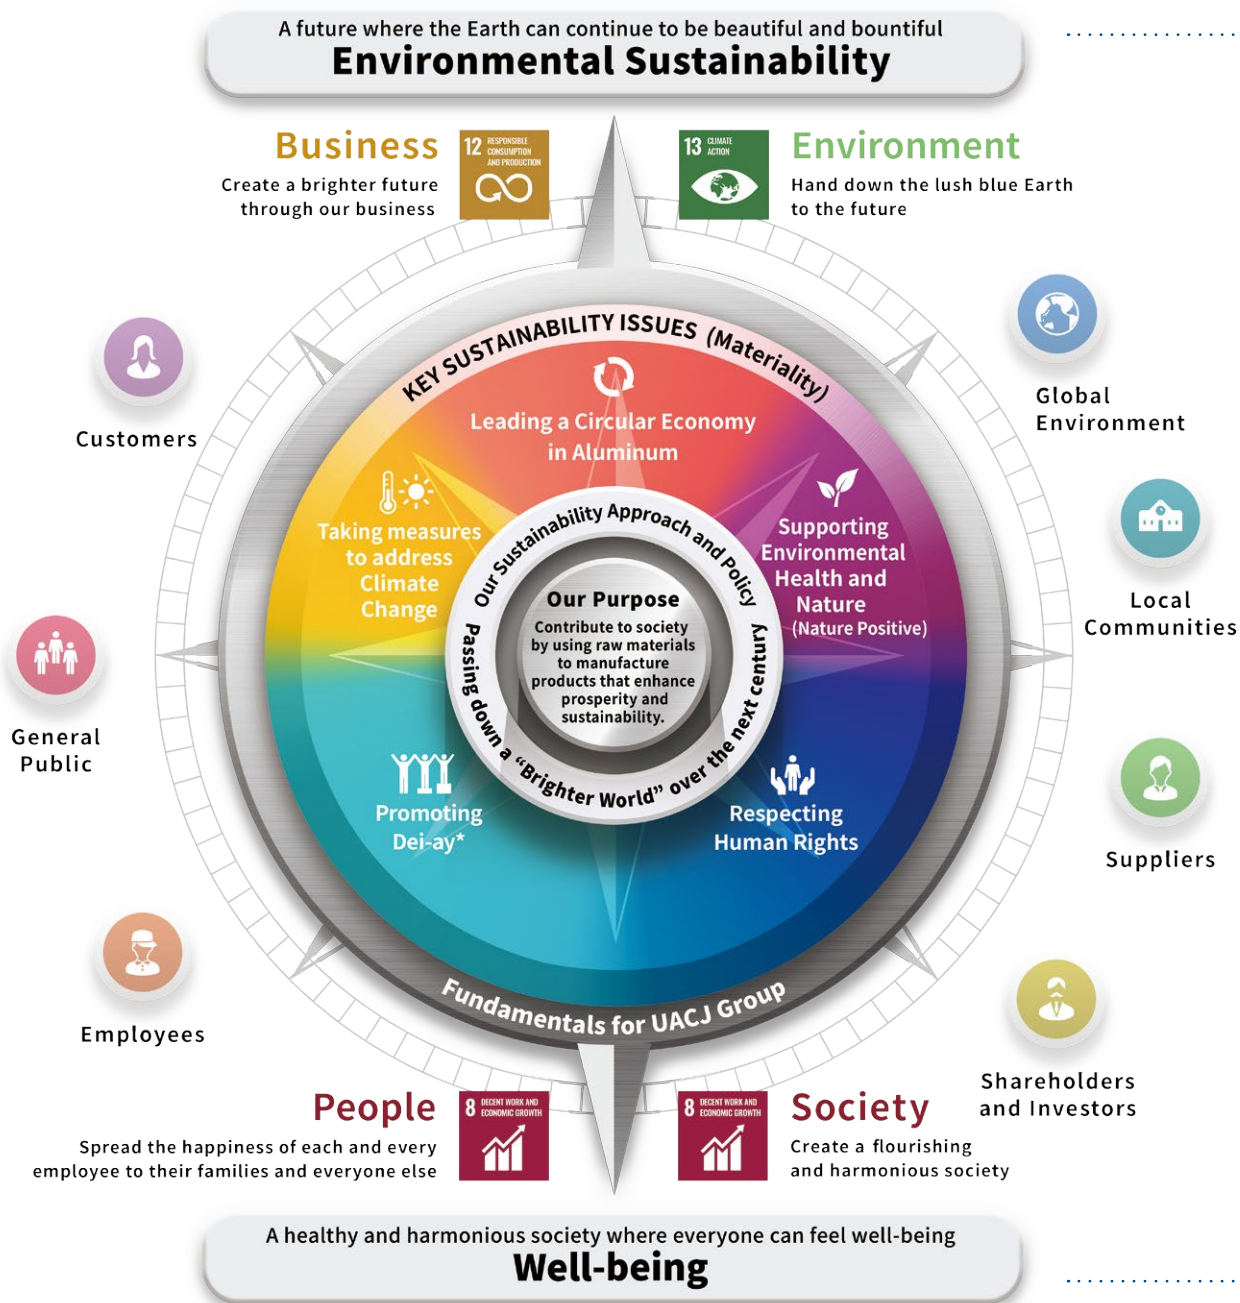 A future where the Earth can continue to be beautiful and bountiful
Environmental Sustainability
Business
Create a brighter future
through our business
12 RESPONSIBLE
CONSUMPTION
AND PRODUCTION
13 CLIMATE
ACTION
Environment
Hand down the lush blue Earth
to the future
KEY SUSTAINABILITY ISSUES (Materiality)
Leading a Circular Economy
in Aluminum
Taking measures
to address
Climate
Change
Supporting
Environmental
Health and
Nature
(Nature Positive)
Our Sustainability Approach and Policy
Our Purpose
Contribute to society
by using raw materials
to manufacture
products that enhance
prosperity and
sustainability.
Passing down a “Brighter World” over the next century
Promoting
Dei-ay*
Respecting
Human Rights
Fundamentals for UACJ Group
Customers
General
Public
Employees
Global
Environment
Local
Communities
Suppliers
Shareholders
and Investors
People
Spread the happiness of each and every
employee to their families and everyone else
8 DECENT WORK AND
ECONOMIC GROWTH
8 DECENT WORK AND
ECONOMIC GROWTH
Society
Create a flourishing
and harmonious society
A healthy and harmonious society where everyone can feel well-being
Well-being